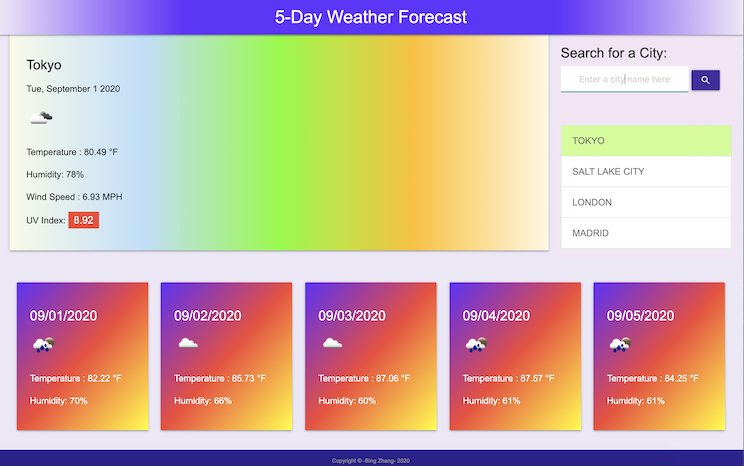 5-Day Weather Forecast
Tokyo
Tue, September 1 2020
Temperature : 80.49 °F
Humidity: 78%
Wind Speed : 6.93 MPH
UV Index: 8.92
Search for a City:
Enter a city name here
TOKYO
SALT LAKE CITY
LONDON
MADRID
09/01/2020
Temperature : 82.22 °F
Humidity: 70%
09/02/2020
Temperature : 85.73 °F
Humidity: 66%
09/03/2020
Temperature : 87.06 °F
Humidity: 60%
09/04/2020
Temperature : 87.57 °F
Humidity: 61%
09/05/2020
Temperature : 84.25 °F
Humidity: 61%
Copyright © -Bing Zhang- 2020